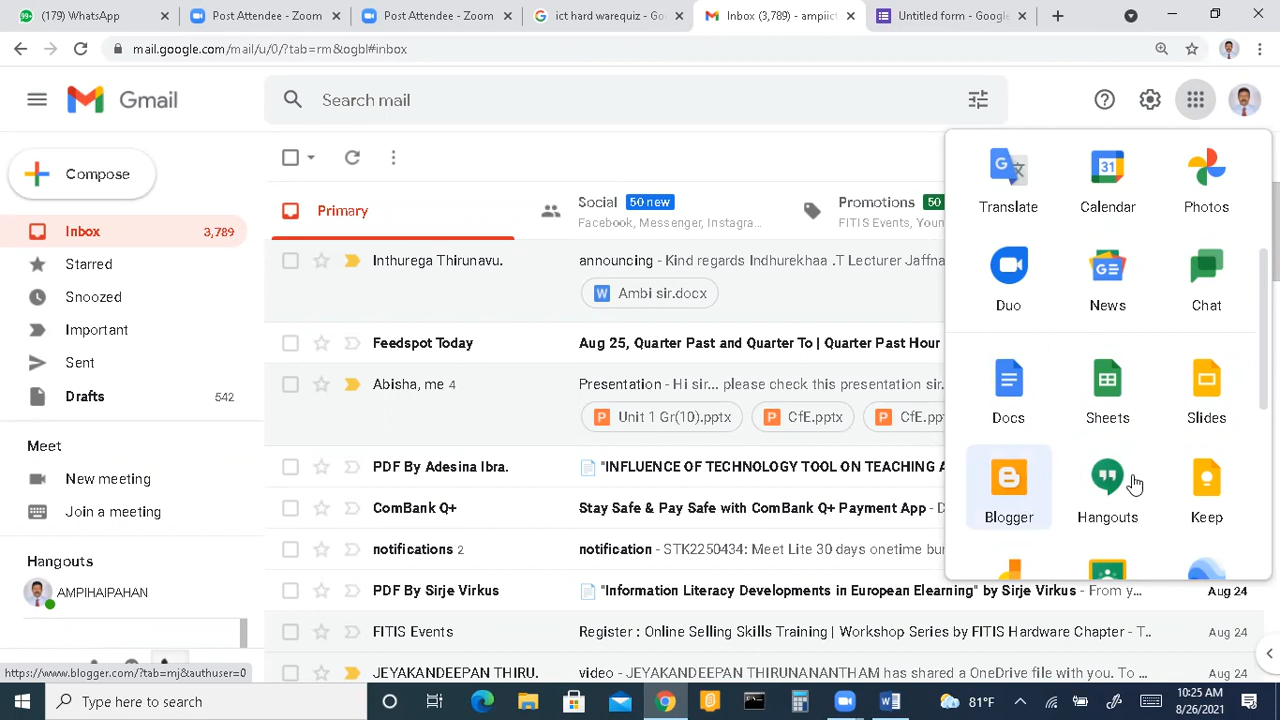 (179) WhatsApp
Post Attendee - Zoom
Post Attendee - Zoom
ict hard warequiz - Go
Inbox (3,789) - ampiict
Untitled form - Google
mail.google.com/mail/u/0/?tab=rm&ogbl#inbox
Gmail
Search mail
Compose
Inbox 3,789
Starred
Snoozed
Important
Sent
Drafts 542
Meet
New meeting
Join a meeting
Hangouts
AMPIHAIPAHAN
Primary
Social 50 new
Facebook, Messenger, Instagra...
Promotions 50
FITIS Events, Youn
Inthurega Thirunavu. announcing - Kind regards Indhurekhaa .T Lecturer Jaffna
W Ambi sir.docx
Feedspot Today Aug 25, Quarter Past and Quarter To | Quarter Past Hour
Abisha, me 4 Presentation - Hi sir... please check this presentation sir.
P Unit 1 Gr(10).pptx P CfE.pptx P CfE.pp
PDF By Adesina Ibra. "INFLUENCE OF TECHNOLOGY TOOL ON TEACHING A
ComBank Q+ Stay Safe & Pay Safe with ComBank Q+ Payment App - D
notifications 2 notification - STK2250434: Meet Lite 30 days onetime bu
PDF By Sirje Virkus "Information Literacy Developments in European Elearning" by Sirje Virkus - From y... Aug 24
FITIS Events Register : Online Selling Skills Training | Workshop Series by FITIS Hardware Chapter - T... Aug 24
JEYAKANDEEPAN THIRU. video - JEYAKANDEEPAN THIRUNANANTHAM has shared a OneDrive file with you. To ... Aug 24
Translate Calendar Photos
31
Duo News Chat
Docs Sheets Slides
Blogger Hangouts Keep
https://www.blogger.com/?tab=mj&authuser=0
Type here to search
81°F
10:25 AM
8/26/2021